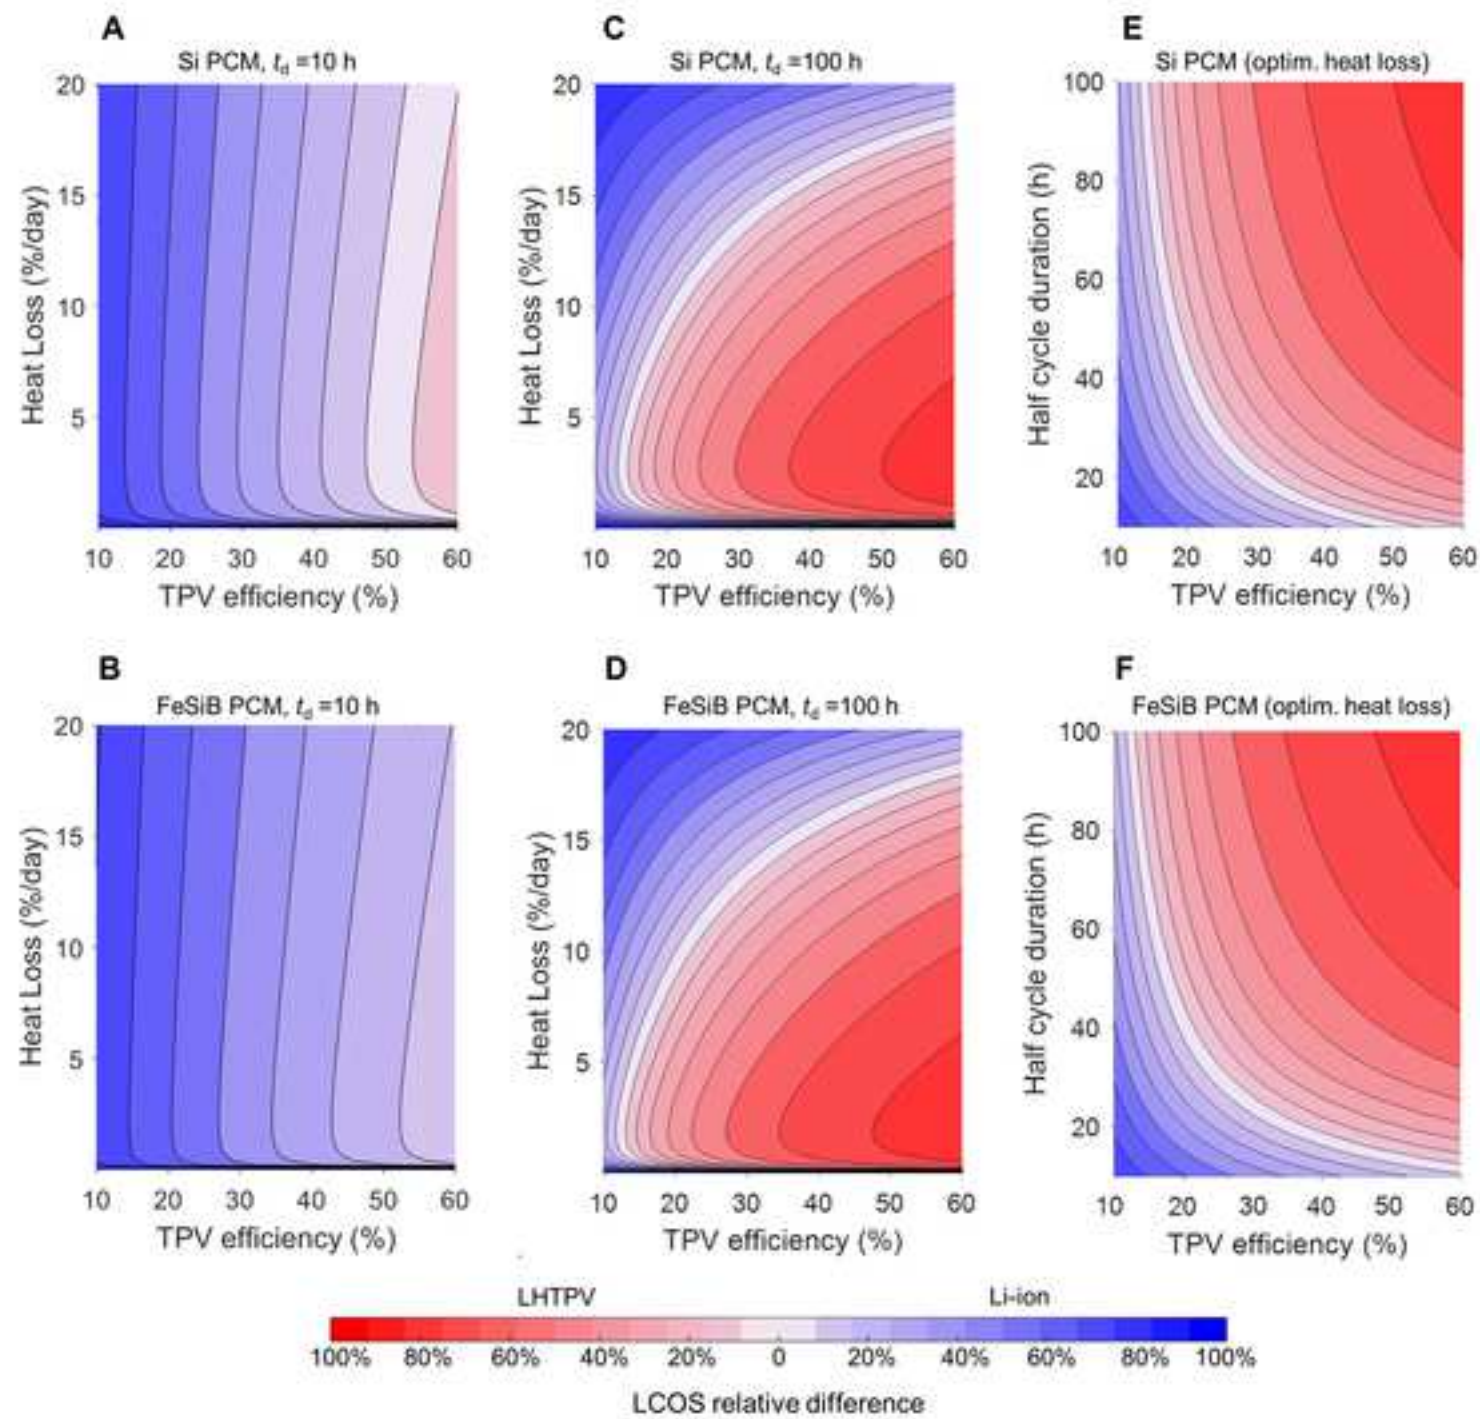 A
Si PCM, td =10 h
20
15
10
5
Heat Loss (%/day)
10 20 30 40 50 60
TPV efficiency (%)
C
Si PCM, td =100 h
20
15
10
5
Heat Loss (%/day)
10 20 30 40 50 60
TPV efficiency (%)
E
Si PCM (optim. heat loss)
100
80
60
40
20
Half cycle duration (h)
10 20 30 40 50 60
TPV efficiency (%)
B
FeSiB PCM, td =10 h
20
15
10
5
Heat Loss (%/day)
10 20 30 40 50 60
TPV efficiency (%)
D
FeSiB PCM, td =100 h
20
15
10
5
Heat Loss (%/day)
10 20 30 40 50 60
TPV efficiency (%)
F
FeSiB PCM (optim. heat loss)
100
80
60
40
20
Half cycle duration (h)
10 20 30 40 50 60
TPV efficiency (%)
LHTPV Li-ion
100% 80% 60% 40% 20% 0 20% 40% 60% 80% 100%
LCOS relative difference